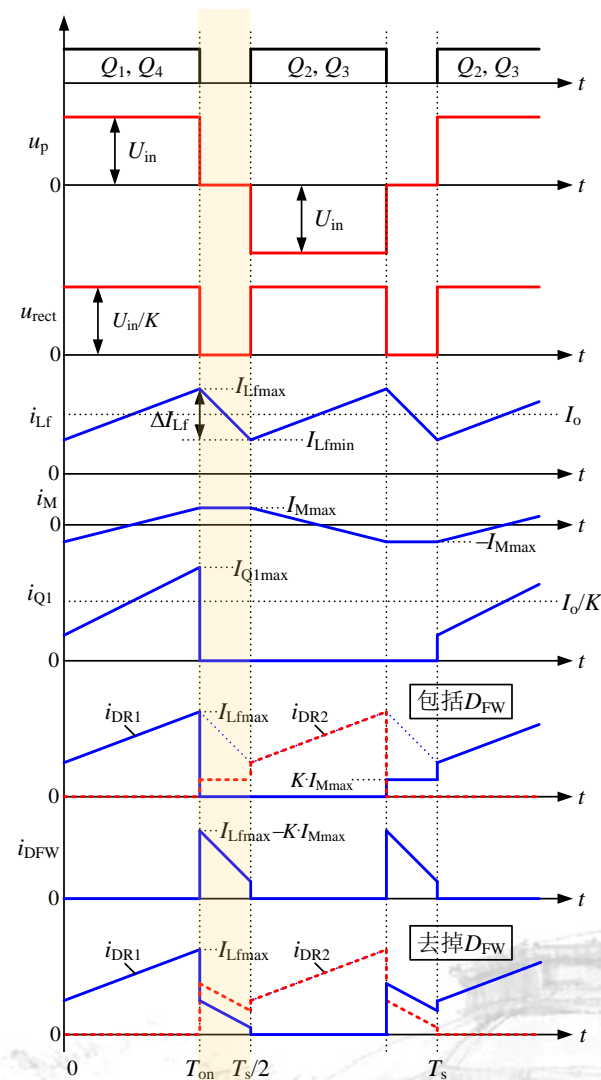 Q1, Q4 Q2, Q3 Q2, Q3
t
up
Uin
0
t
Uin
urect
Uin/K
0
t
iLf
ILfmax
ΔILf
Io
ILfmin
0
t
iM
IMmax
0
t
−IMmax
iQ1
IQ1max
Io/K
0
t
iDR1
ILfmax
iDR2
包括DFW
K·IMmax
0
t
iDFW
ILfmax−K·IMmax
0
t
iDR1
ILfmax
iDR2
去掉DFW
0
t
0 Ton Ts/2 Ts